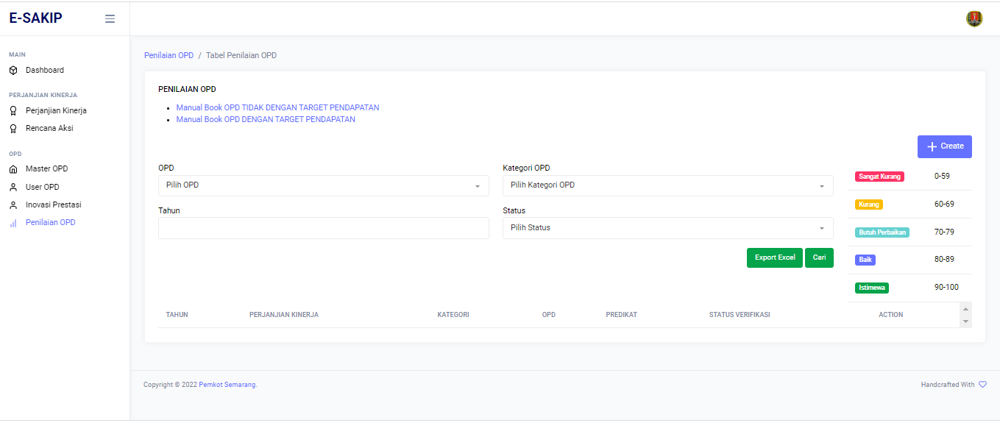 E-SAKIP
MAIN
Dashboard
PERJANJIAN KINERJA
Perjanjian Kinerja
Rencana Aksi
OPD
Master OPD
User OPD
Inovasi Prestasi
Penilaian OPD
Penilaian OPD / Tabel Penilaian OPD
PENILAIAN OPD
Manual Book OPD TIDAK DENGAN TARGET PENDAPATAN
Manual Book OPD DENGAN TARGET PENDAPATAN
Create
OPD
Pilih OPD
Kategori OPD
Pilih Kategori OPD
Tahun
Status
Pilih Status
Export Excel Cari
Sangat Kurang 0-59
Kurang 60-69
Butuh Perbaikan 70-79
Baik 80-89
Istimewa 90-100
TAHUN PERJANJIAN KINERJA KATEGORI OPD PREDIKAT STATUS VERIFIKASI ACTION
Copyright © 2022 Pemkot Semarang.
Handcrafted With